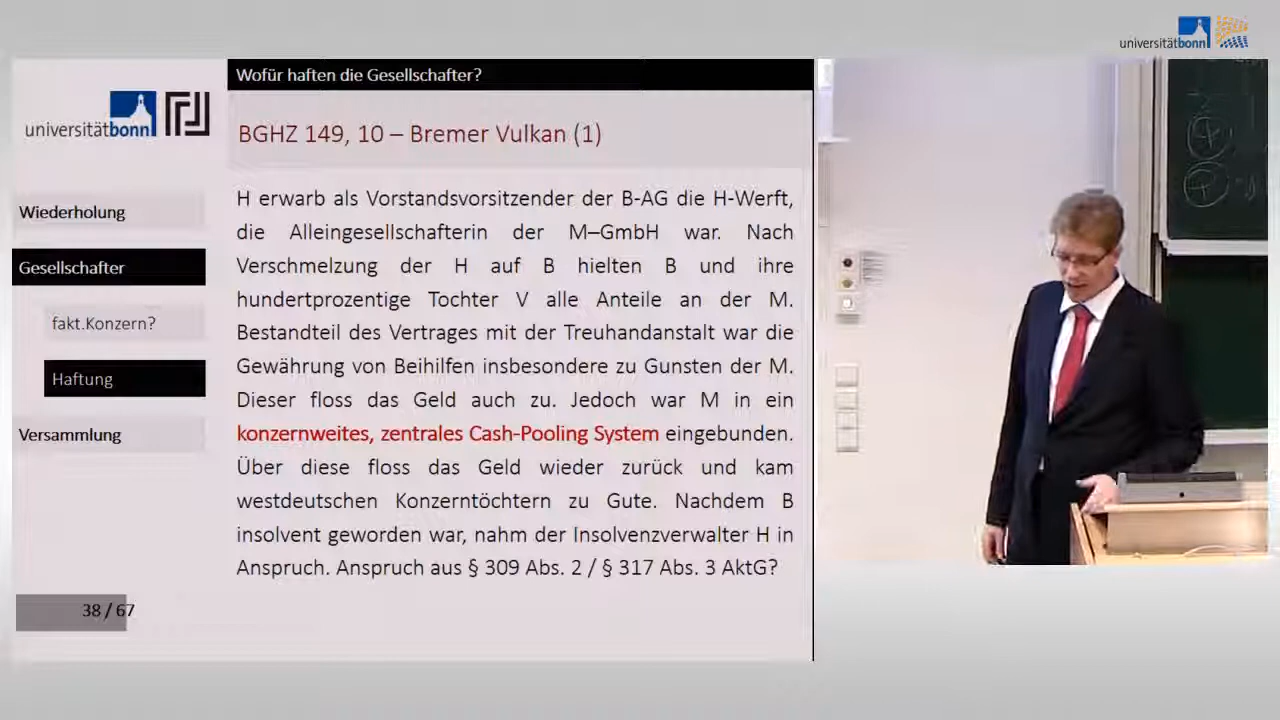 universitätbonn
Wofür haften die Gesellschafter?
universitätbonn
BGHZ 149, 10 – Bremer Vulkan (1)
H erwarb als Vorstandsvorsitzender der B-AG die H-Werft,
die Alleingesellschafterin der M–GmbH war. Nach
Verschmelzung der H auf B hielten B und ihre
hundertprozentige Tochter V alle Anteile an der M.
Bestandteil des Vertrages mit der Treuhandanstalt war die
Gewährung von Beihilfen insbesondere zu Gunsten der M.
Dieser floss das Geld auch zu. Jedoch war M in ein
konzernweites, zentrales Cash-Pooling System eingebunden.
Über diese floss das Geld wieder zurück und kam
westdeutschen Konzerntöchtern zu Gute. Nachdem B
insolvent geworden war, nahm der Insolvenzverwalter H in
Anspruch. Anspruch aus § 309 Abs. 2 / § 317 Abs. 3 AktG?
Wiederholung
Gesellschafter
fakt.Konzern?
Haftung
Versammlung
38 / 67